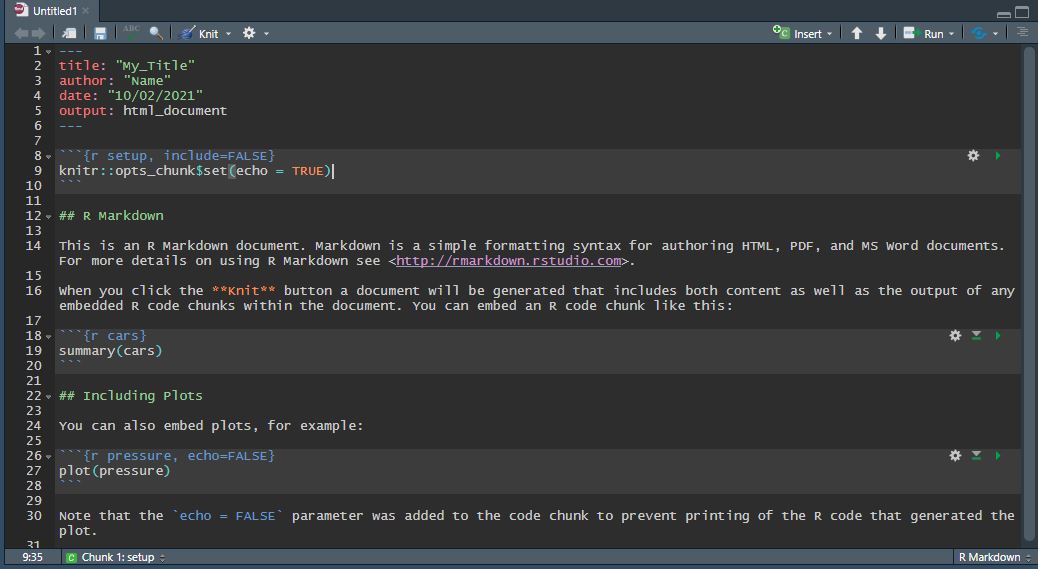 Untitled1
ABC Knit Insert Run
1 ---
2 title: "My_Title"
3 author: "Name"
4 date: "10/02/2021"
5 output: html_document
6 ---
7
8 ```{r setup, include=FALSE}
9 knitr::opts_chunk$set(echo = TRUE)
10 ```
11
12 ## R Markdown
13
14 This is an R Markdown document. Markdown is a simple formatting syntax for authoring HTML, PDF, and MS Word documents.
For more details on using R Markdown see <http://rmarkdown.rstudio.com>.
15
16 When you click the **Knit** button a document will be generated that includes both content as well as the output of any
embedded R code chunks within the document. You can embed an R code chunk like this:
17
18 ```{r cars}
19 summary(cars)
20 ```
21
22 ## Including Plots
23
24 You can also embed plots, for example:
25
26 ```{r pressure, echo=FALSE}
27 plot(pressure)
28 ```
29
30 Note that the `echo = FALSE` parameter was added to the code chunk to prevent printing of the R code that generated the
plot.
31
9:35 C Chunk 1: setup R Markdown